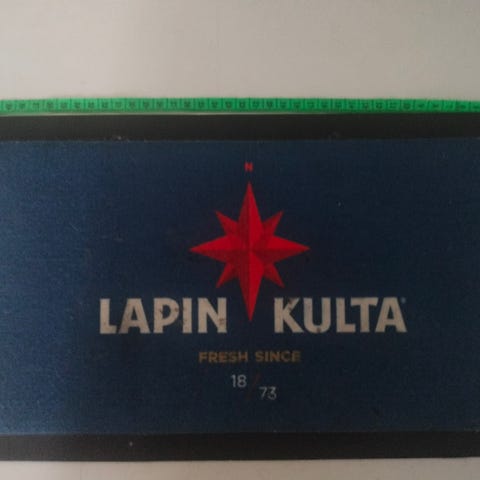 N
LAPIN KULTA
FRESH SINCE
18/73